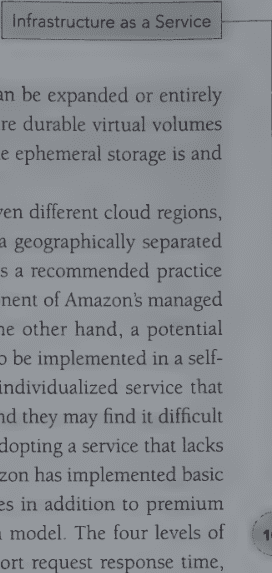 Infrastructure as a Service
an be expanded or entirely
re durable virtual volumes
e ephemeral storage is and
ven different cloud regions,
a geographically separated
s a recommended practice
nent of Amazon's managed
he other hand, a potential
o be implemented in a self-
individualized service that
nd they may find it difficult
dopting a service that lacks
zon has implemented basic
es in addition to premium
model. The four levels of
ort request response time,